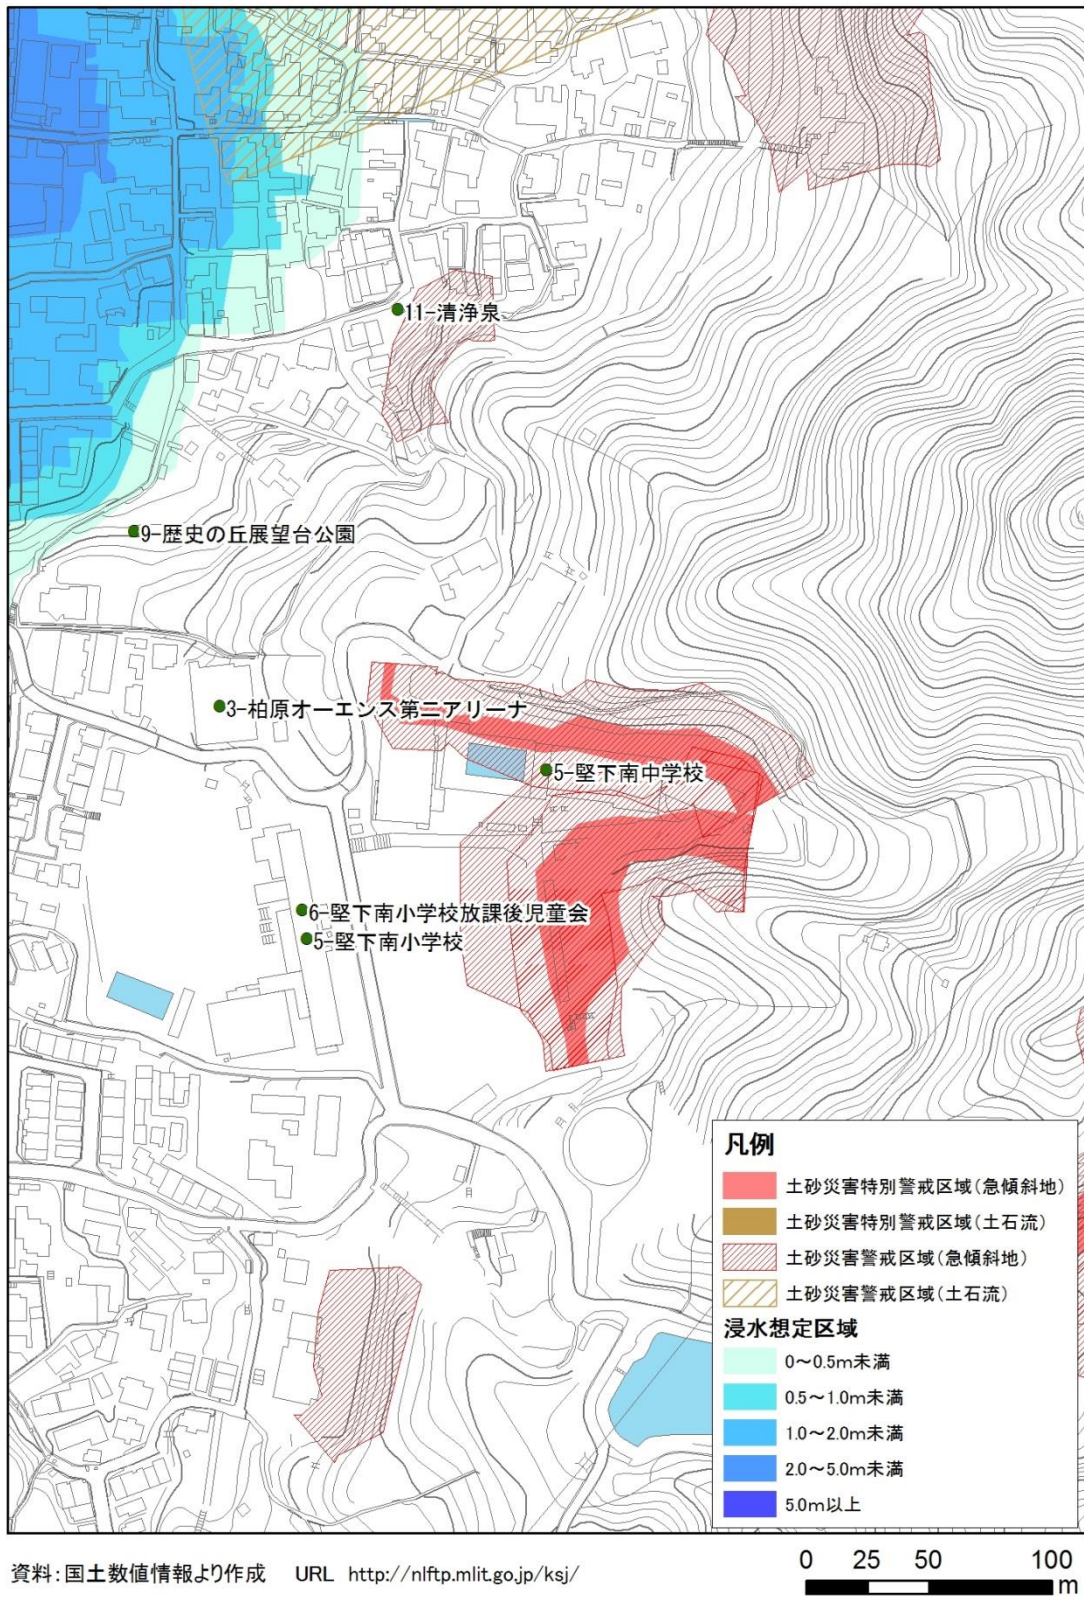 11-清浄泉
9-歴史の丘展望台公園
3-柏原オーエンス第二アリーナ
5-堅下南中学校
6-堅下南小学校放課後児童会
5-堅下南小学校
凡例
土砂災害特別警戒区域(急傾斜地)
土砂災害特別警戒区域(土石流)
土砂災害警戒区域(急傾斜地)
土砂災害警戒区域(土石流)
浸水想定区域
0~0.5m未満
0.5~1.0m未満
1.0~2.0m未満
2.0~5.0m未満
5.0m以上
資料:国土数値情報より作成 URL http://nlftp.mlit.go.jp/ksj/
0 25 50 100
m